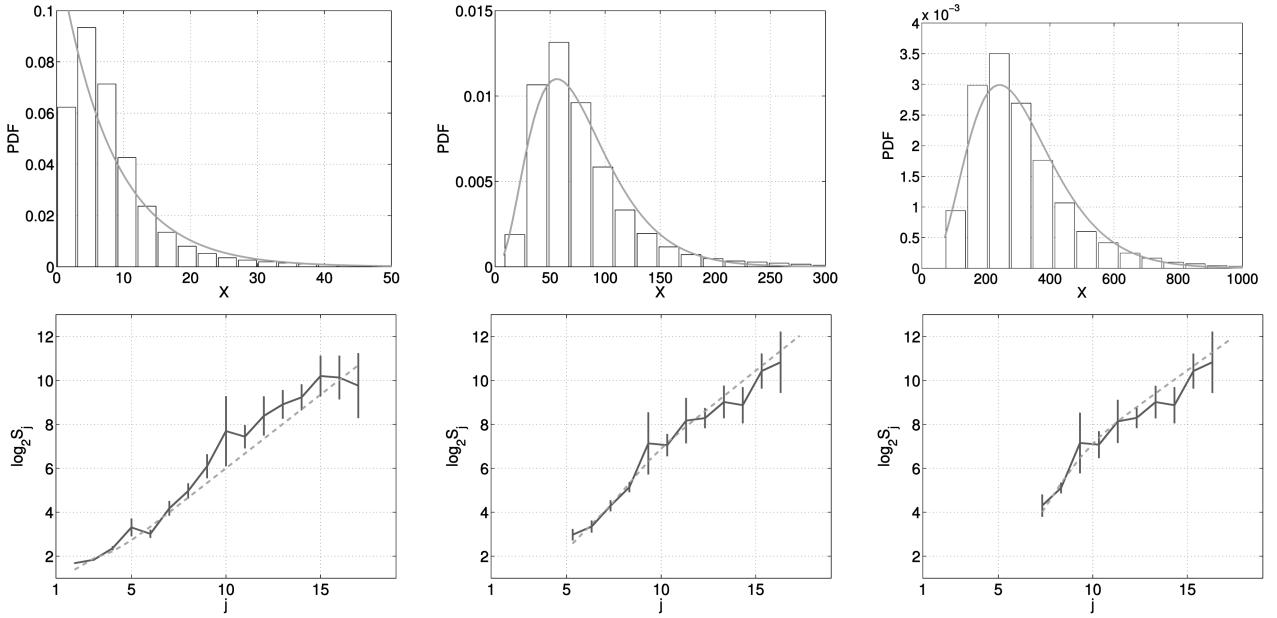 0.1
0.08
0.06
0.04
0.02
0
PDF
0 10 20 30 40 50
X
0.015
0.01
0.005
0
PDF
0 50 100 150 200 250 300
X
4 x 10⁻³
3.5
3
2.5
2
1.5
1
0.5
0
PDF
0 200 400 600 800 1000
X
12
10
8
6
4
2
log₂Sⱼ
1 5 10 15
j
12
10
8
6
4
2
log₂Sⱼ
1 5 10 15
j
12
10
8
6
4
2
log₂Sⱼ
1 5 10 15
j